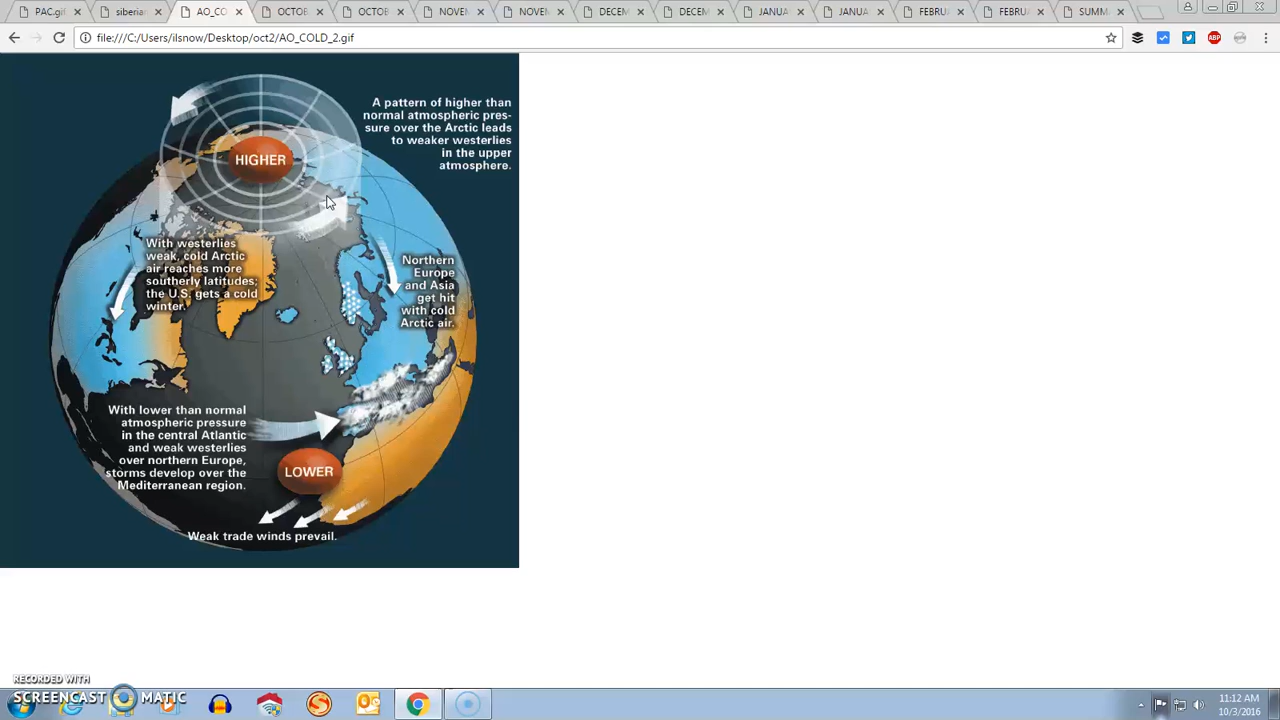 PAC.gif
siberian
AO_CO
OCTOB
OCTOB
NOVEM
NOVEM
DECEM
DECEM
JANUA
JANUA
FEBRU
FEBRU
SUMM
file:///C:/Users/ilsnow/Desktop/oct2/AO_COLD_2.gif
ABP
A pattern of higher than
normal atmospheric pres-
sure over the Arctic leads
to weaker westerlies
in the upper
atmosphere.
HIGHER
With westerlies
weak, cold Arctic
air reaches more
southerly latitudes;
the U.S. gets a cold
winter.
Northern
Europe
and Asia
get hit
with cold
Arctic air.
With lower than normal
atmospheric pressure
in the central Atlantic
and weak westerlies
over northern Europe,
storms develop over the
Mediterranean region.
LOWER
Weak trade winds prevail.
RECORDED WITH
SCREENCAST MATIC
11:12 AM
10/3/2016